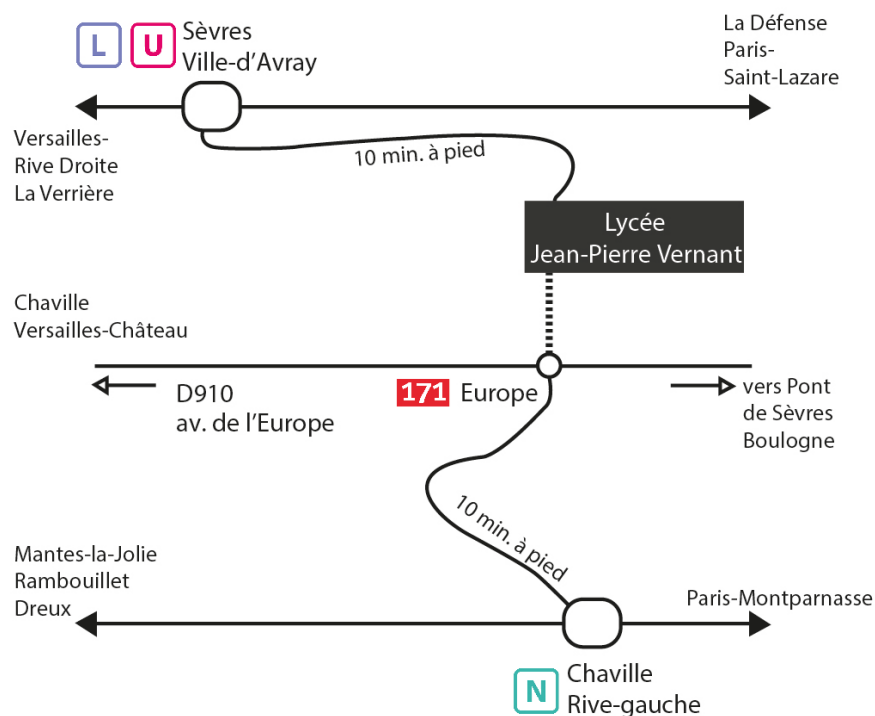 L U Sèvres
Ville-d'Avray
La Défense
Paris-
Saint-Lazare
Versailles-
Rive Droite
La Verrière
10 min. à pied
Lycée
Jean-Pierre Vernant
Chaville
Versailles-Château
D910
av. de l'Europe
171 Europe
vers Pont
de Sèvres
Boulogne
10 min. à pied
Mantes-la-Jolie
Rambouillet
Dreux
Paris-Montparnasse
N Chaville
Rive-gauche